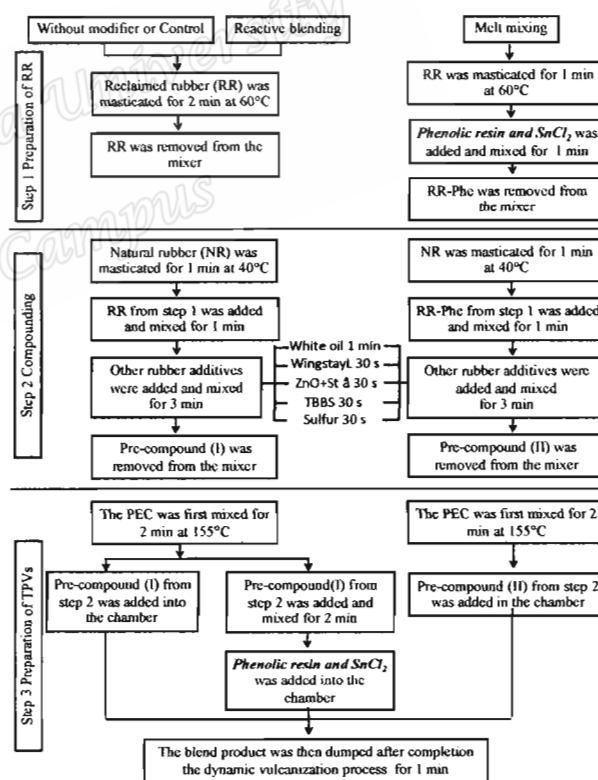 Without modifier or Control
Reactive blending
Melt mixing
Step 1 Preparation of RR
Reclaimed rubber (RR) was
masticated for 2 min at 60°C
RR was removed from the
mixer
RR was masticated for 1 min
at 60°C
Phenolic resin and SnCl2 was
added and mixed for 1 min
RR-Phe was removed from
the mixer
Step 2 Compounding
Natural rubber (NR) was
masticated for 1 min at 40°C
RR from step 1 was added
and mixed for 1 min
Other rubber additives
were added and mixed
for 3 min
Pre-compound (I) was
removed from the mixer
White oil 1 min
WingstayL 30 s
ZnO+St å 30 s
TBBS 30 s
Sulfur 30 s
NR was masticated for 1 min
at 40°C
RR-Phe from step 1 was added
and mixed for 1 min
Other rubber additives were
added and mixed
for 3 min
Pre-compound (II) was
removed from the mixer
Step 3 Preparation of TPVs
The PEC was first mixed for
2 min at 155°C
Pre-compound (I) from
step 2 was added into
the chamber
Pre-compound(I) from
step 2 was added and
mixed for 2 min
Phenolic resin and SnCl2
was added into the
chamber
The PEC was first mixed for 2
min at 155°C
Pre-compound (II) from step 2
was added in the chamber
The blend product was then dumped after completion
the dynamic vulcanization process for 1 min
University
Campus